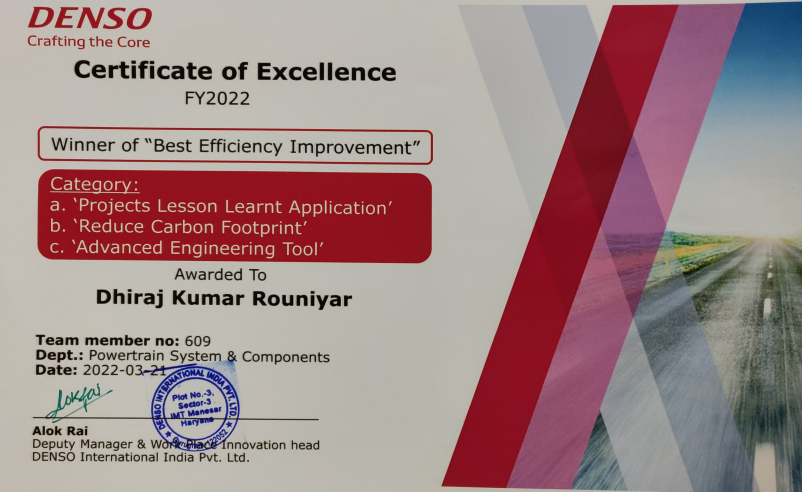 DENSO
Crafting the Core
Certificate of Excellence
FY2022
Winner of “Best Efficiency Improvement”
Category:
a. ‘Projects Lesson Learnt Application’
b. ‘Reduce Carbon Footprint’
c. ‘Advanced Engineering Tool’
Awarded To
Dhiraj Kumar Rouniyar
Team member no: 609
Dept.: Powertrain System & Components
Date: 2022-03-21
DENSO INTERNATIONAL INDIA PVT. LTD.
Plot No.-3,
Sector-3
IMT Manesar
Haryana
Alok Rai
Deputy Manager & Work Place Innovation head
DENSO International India Pvt. Ltd.